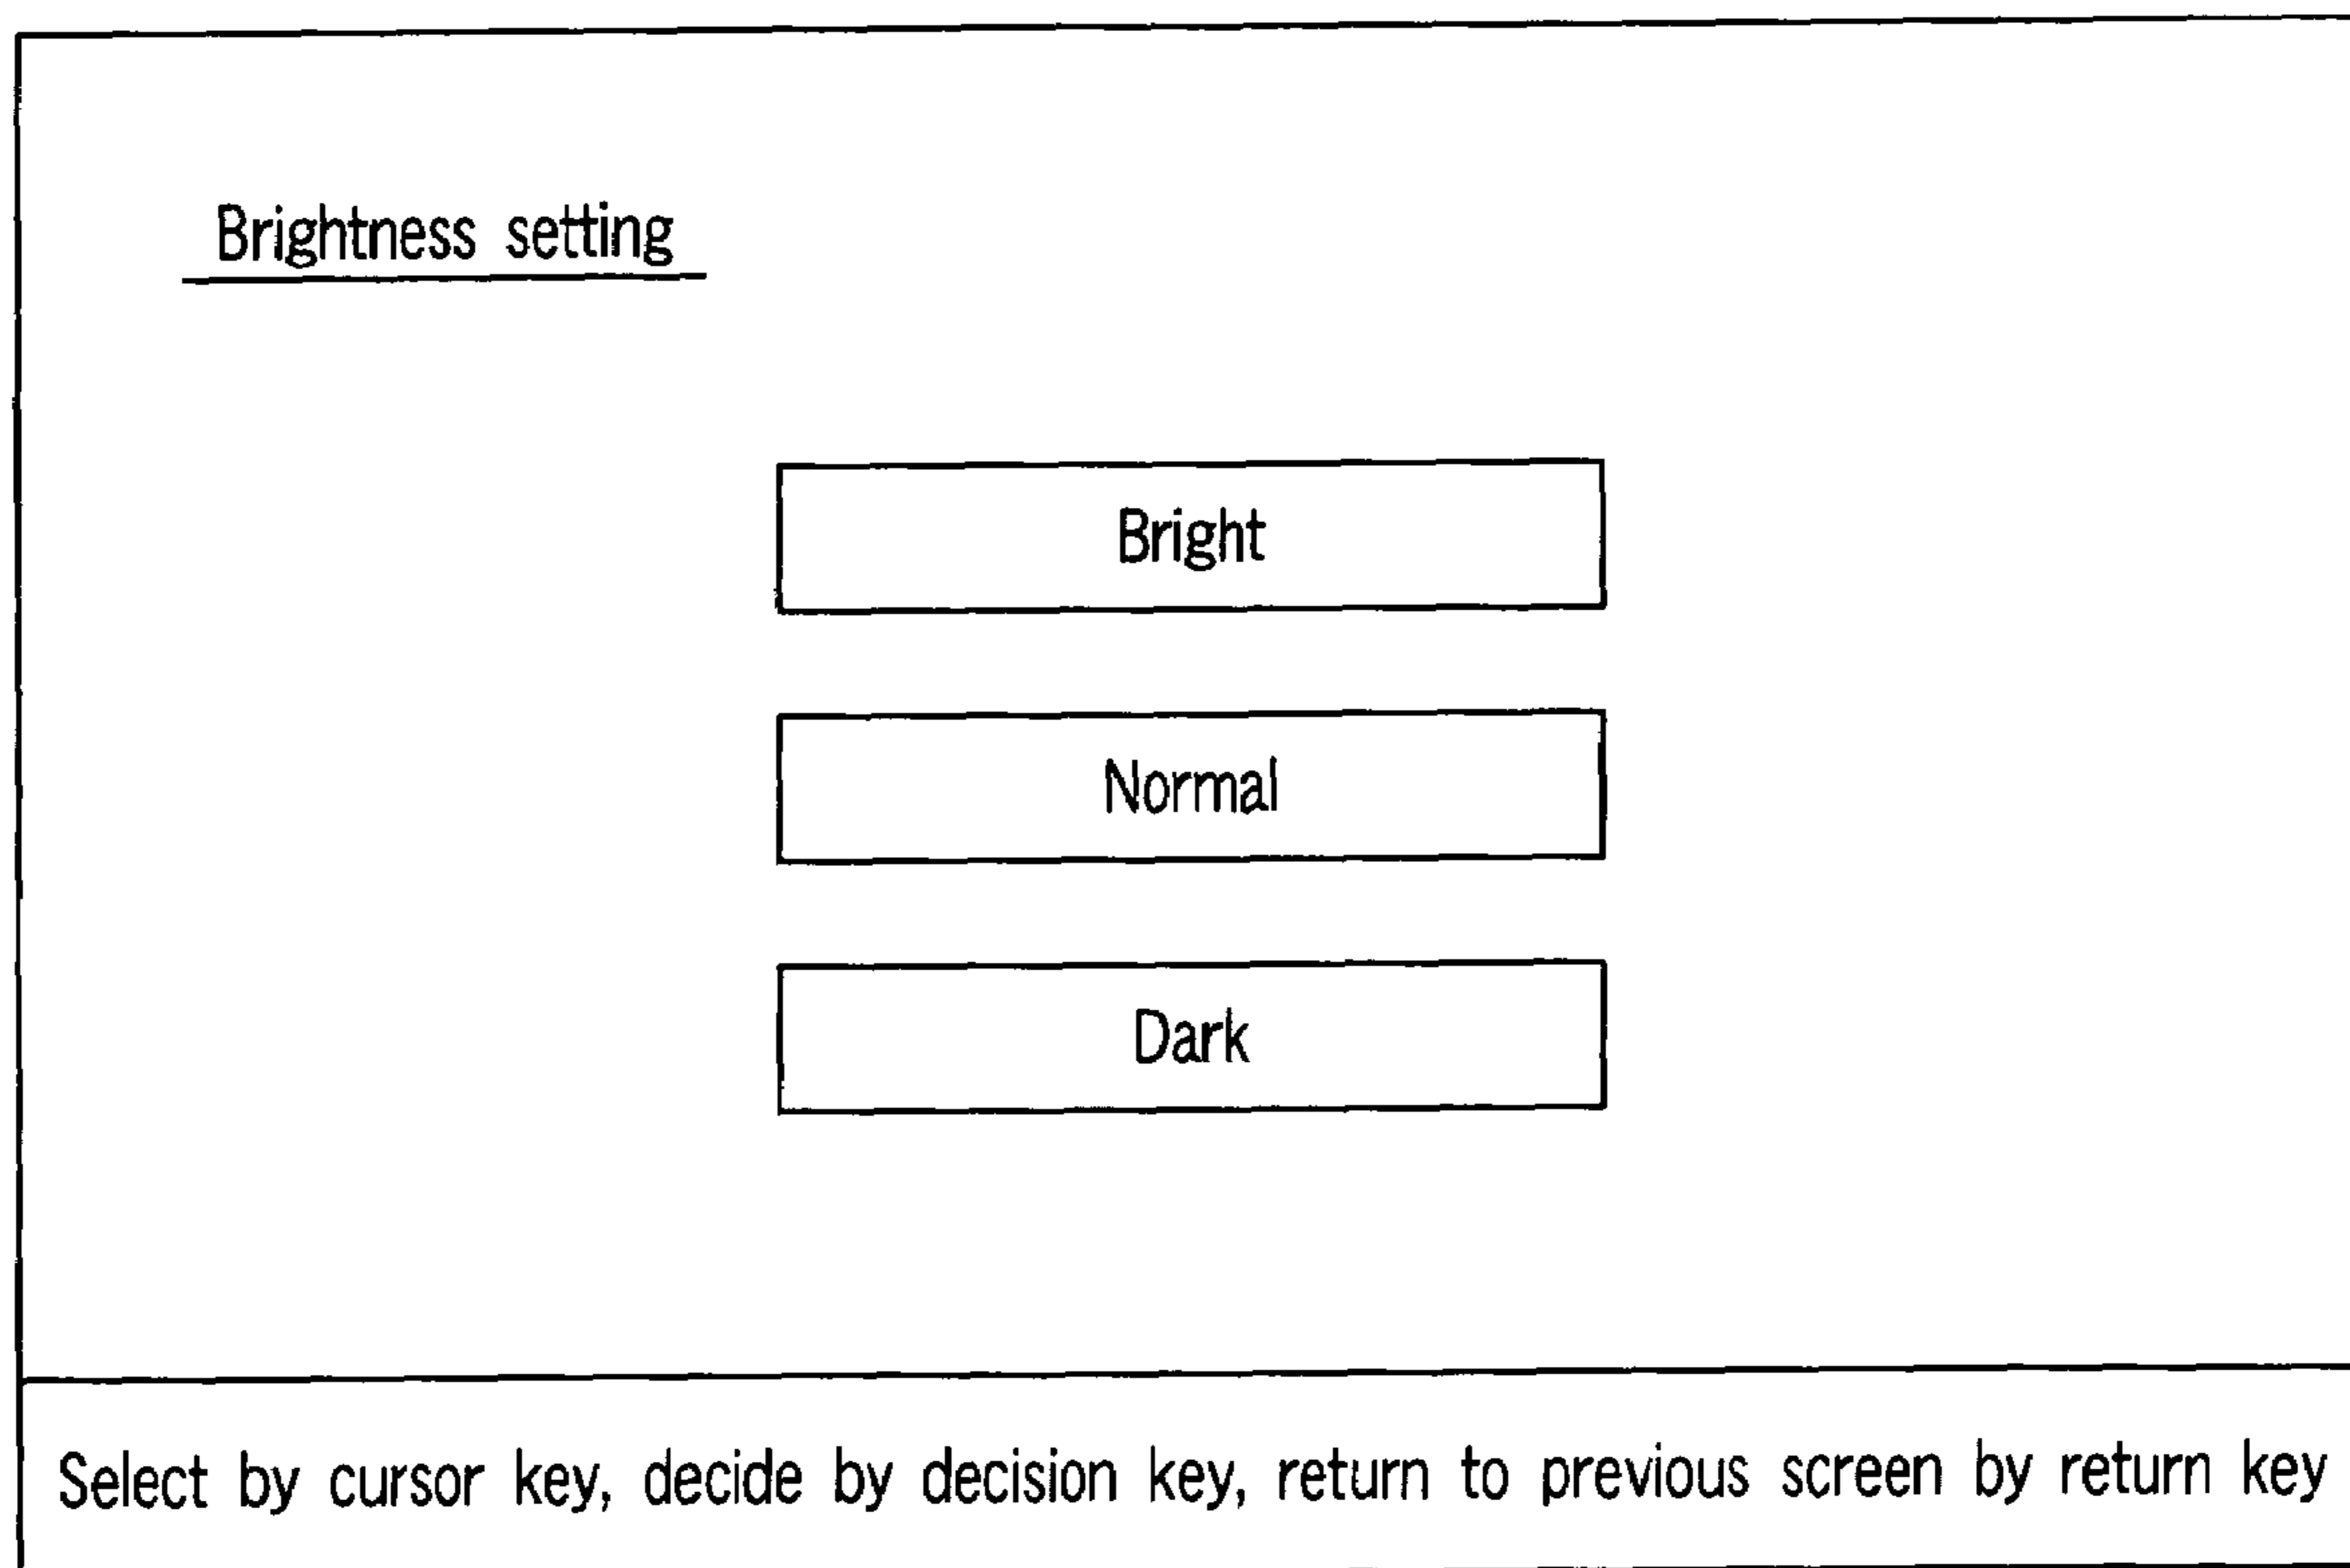 Brightness setting
Bright
Normal
Dark
Select by cursor key, decide by decision key, return to previous screen by return key